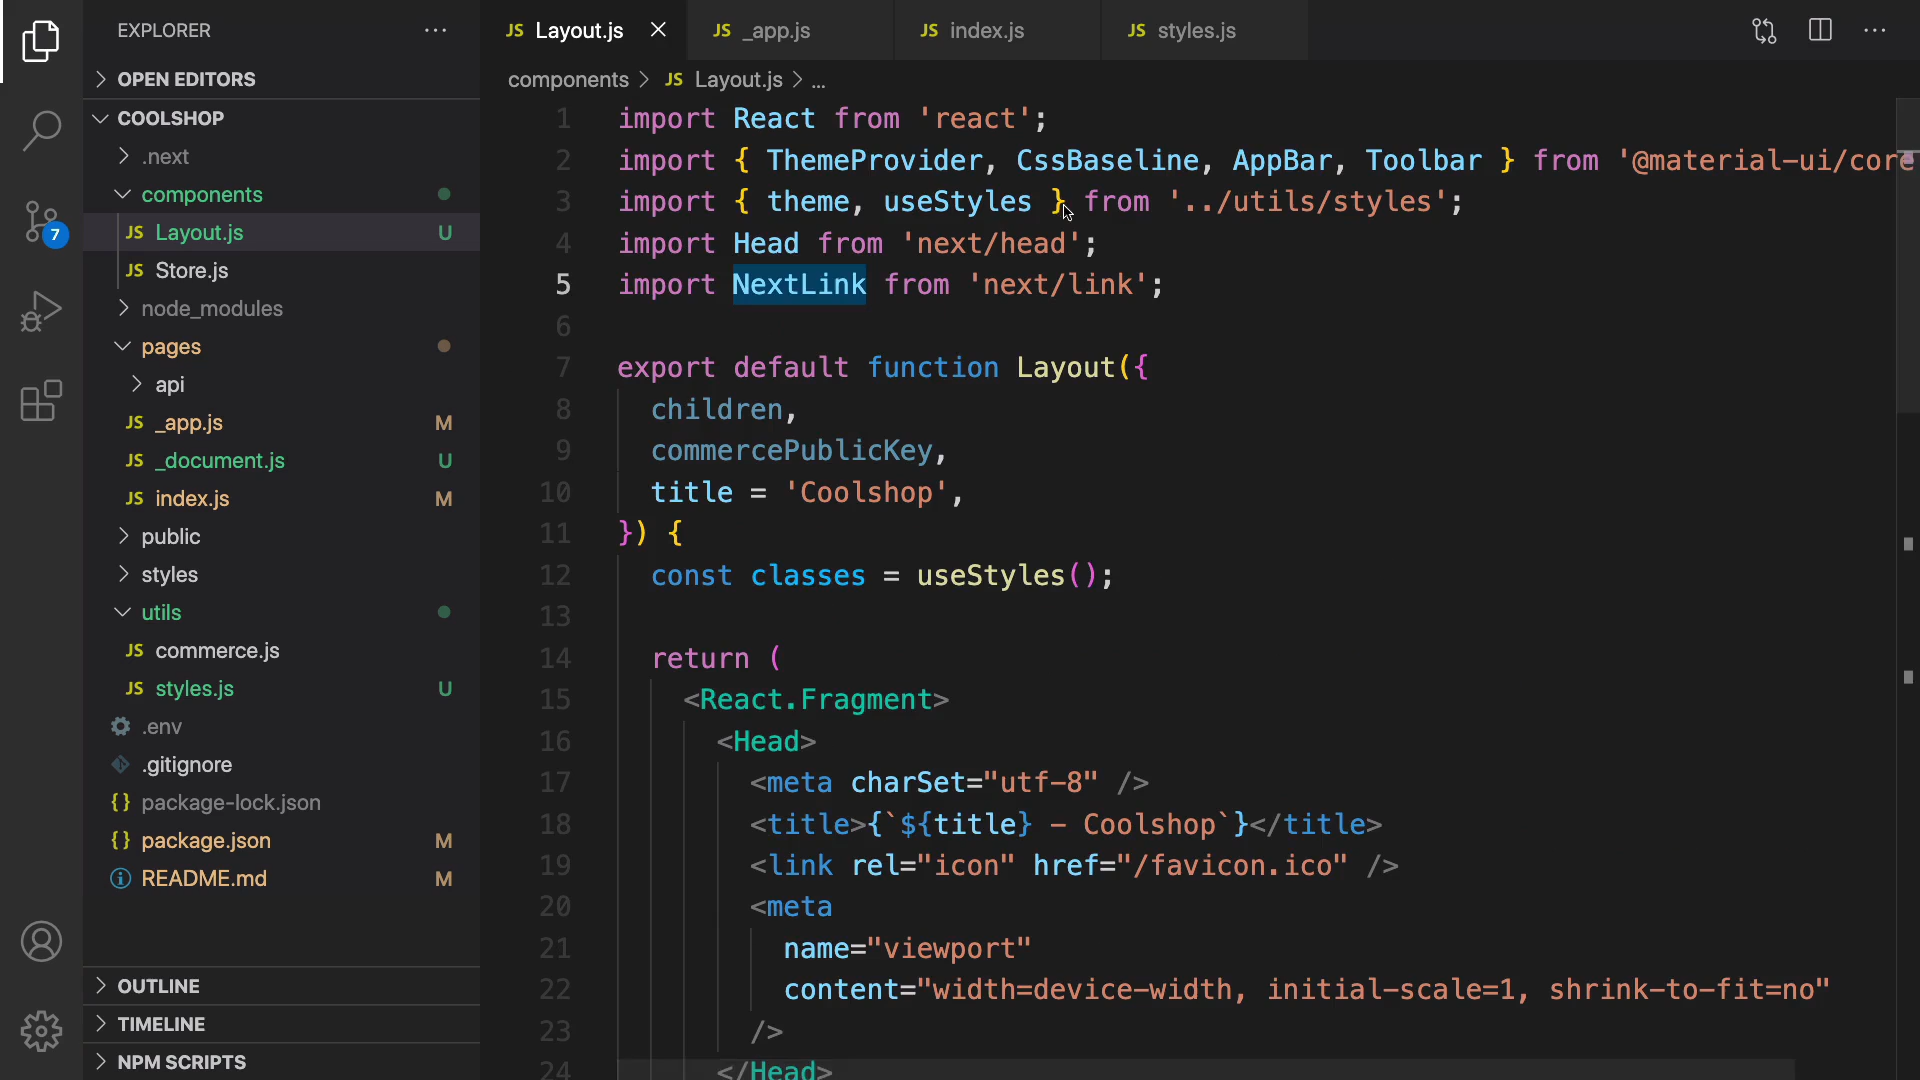 EXPLORER
OPEN EDITORS
COOLSHOP
.next
components
JS Layout.js U
JS Store.js
node_modules
pages
api
JS _app.js M
JS _document.js U
JS index.js M
public
styles
utils
JS commerce.js
JS styles.js U
.env
.gitignore
{} package-lock.json
{} package.json M
README.md M
OUTLINE
TIMELINE
NPM SCRIPTS
7
JS Layout.js
JS _app.js
JS index.js
JS styles.js
components > JS Layout.js > ...
1 import React from 'react';
2 import { ThemeProvider, CssBaseline, AppBar, Toolbar } from '@material-ui/core
3 import { theme, useStyles } from '../utils/styles';
4 import Head from 'next/head';
5 import NextLink from 'next/link';
6
7 export default function Layout({
8 children,
9 commercePublicKey,
10 title = 'Coolshop',
11 }) {
12 const classes = useStyles();
13
14 return (
15 <React.Fragment>
16 <Head>
17 <meta charSet="utf-8" />
18 <title>{`${title} – Coolshop`}</title>
19 <link rel="icon" href="/favicon.ico" />
20 <meta
21 name="viewport"
22 content="width=device-width, initial-scale=1, shrink-to-fit=no"
23 />
24 </Head>